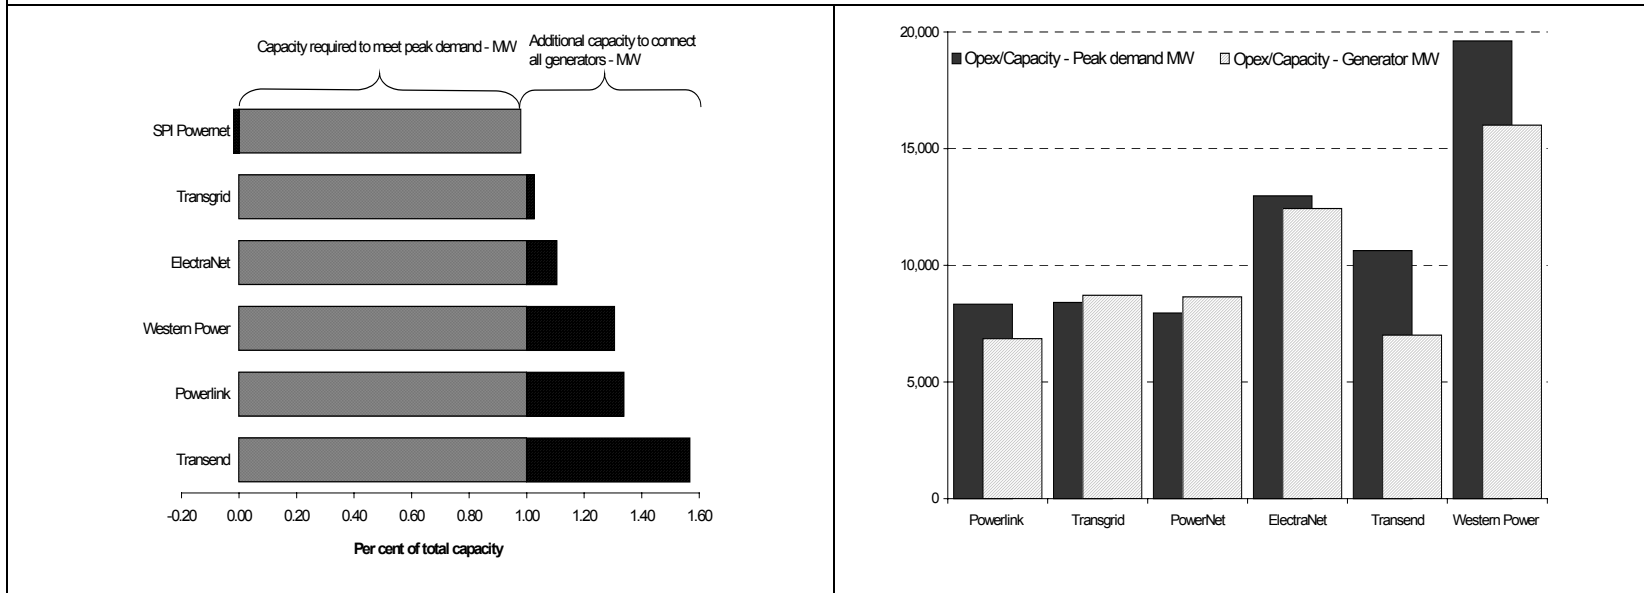 Capacity required to meet peak demand - MW
Additional capacity to connect
all generators - MW
SPI Powernet
Transgrid
ElectraNet
Western Power
Powerlink
Transend
-0.20 0.00 0.20 0.40 0.60 0.80 1.00 1.20 1.40 1.60
Per cent of total capacity
20,000
Opex/Capacity - Peak demand MW Opex/Capacity - Generator MW
15,000
10,000
5,000
0
Powerlink Transgrid PowerNet ElectraNet Transend Western Power